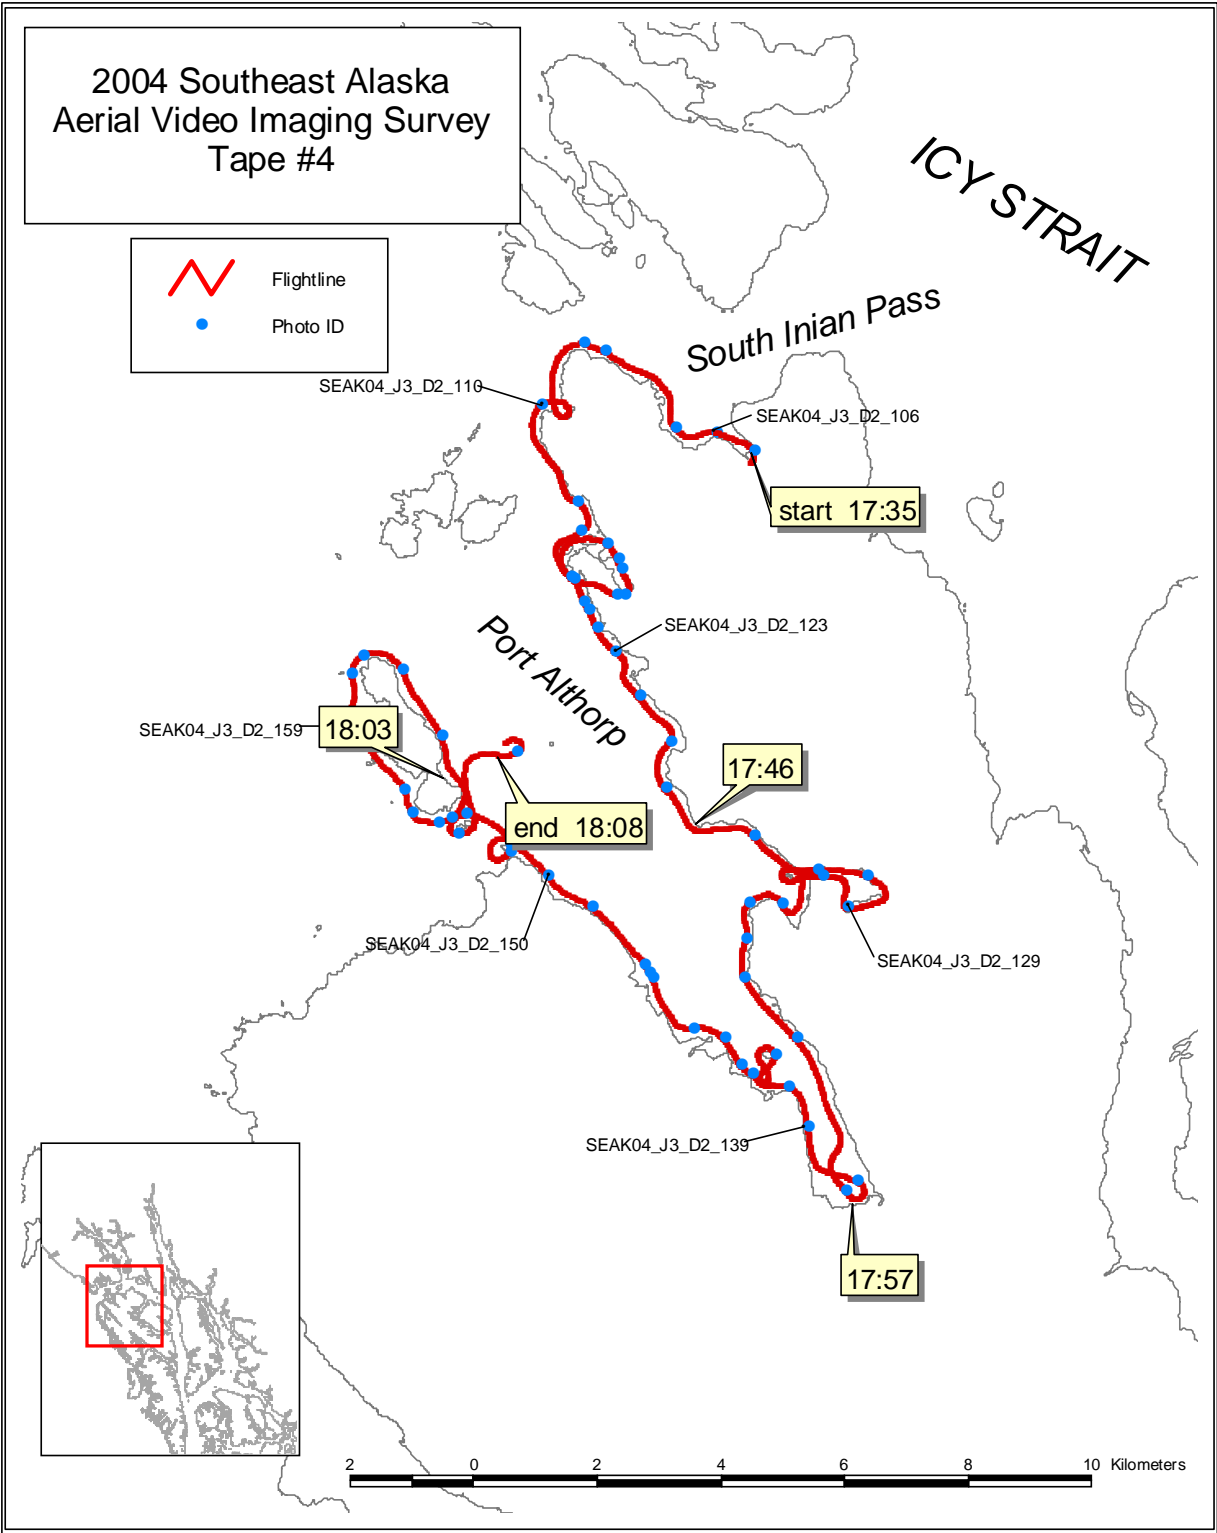 2004 Southeast Alaska
Aerial Video Imaging Survey
Tape #4
Flightline
Photo ID
ICY STRAIT
South Inian Pass
SEAK04_J3_D2_110
SEAK04_J3_D2_106
start 17:35
SEAK04_J3_D2_123
Port Althorp
SEAK04_J3_D2_159
18:03
17:46
end 18:08
SEAK04_J3_D2_150
SEAK04_J3_D2_129
SEAK04_J3_D2_139
17:57
2 0 2 4 6 8 10 Kilometers